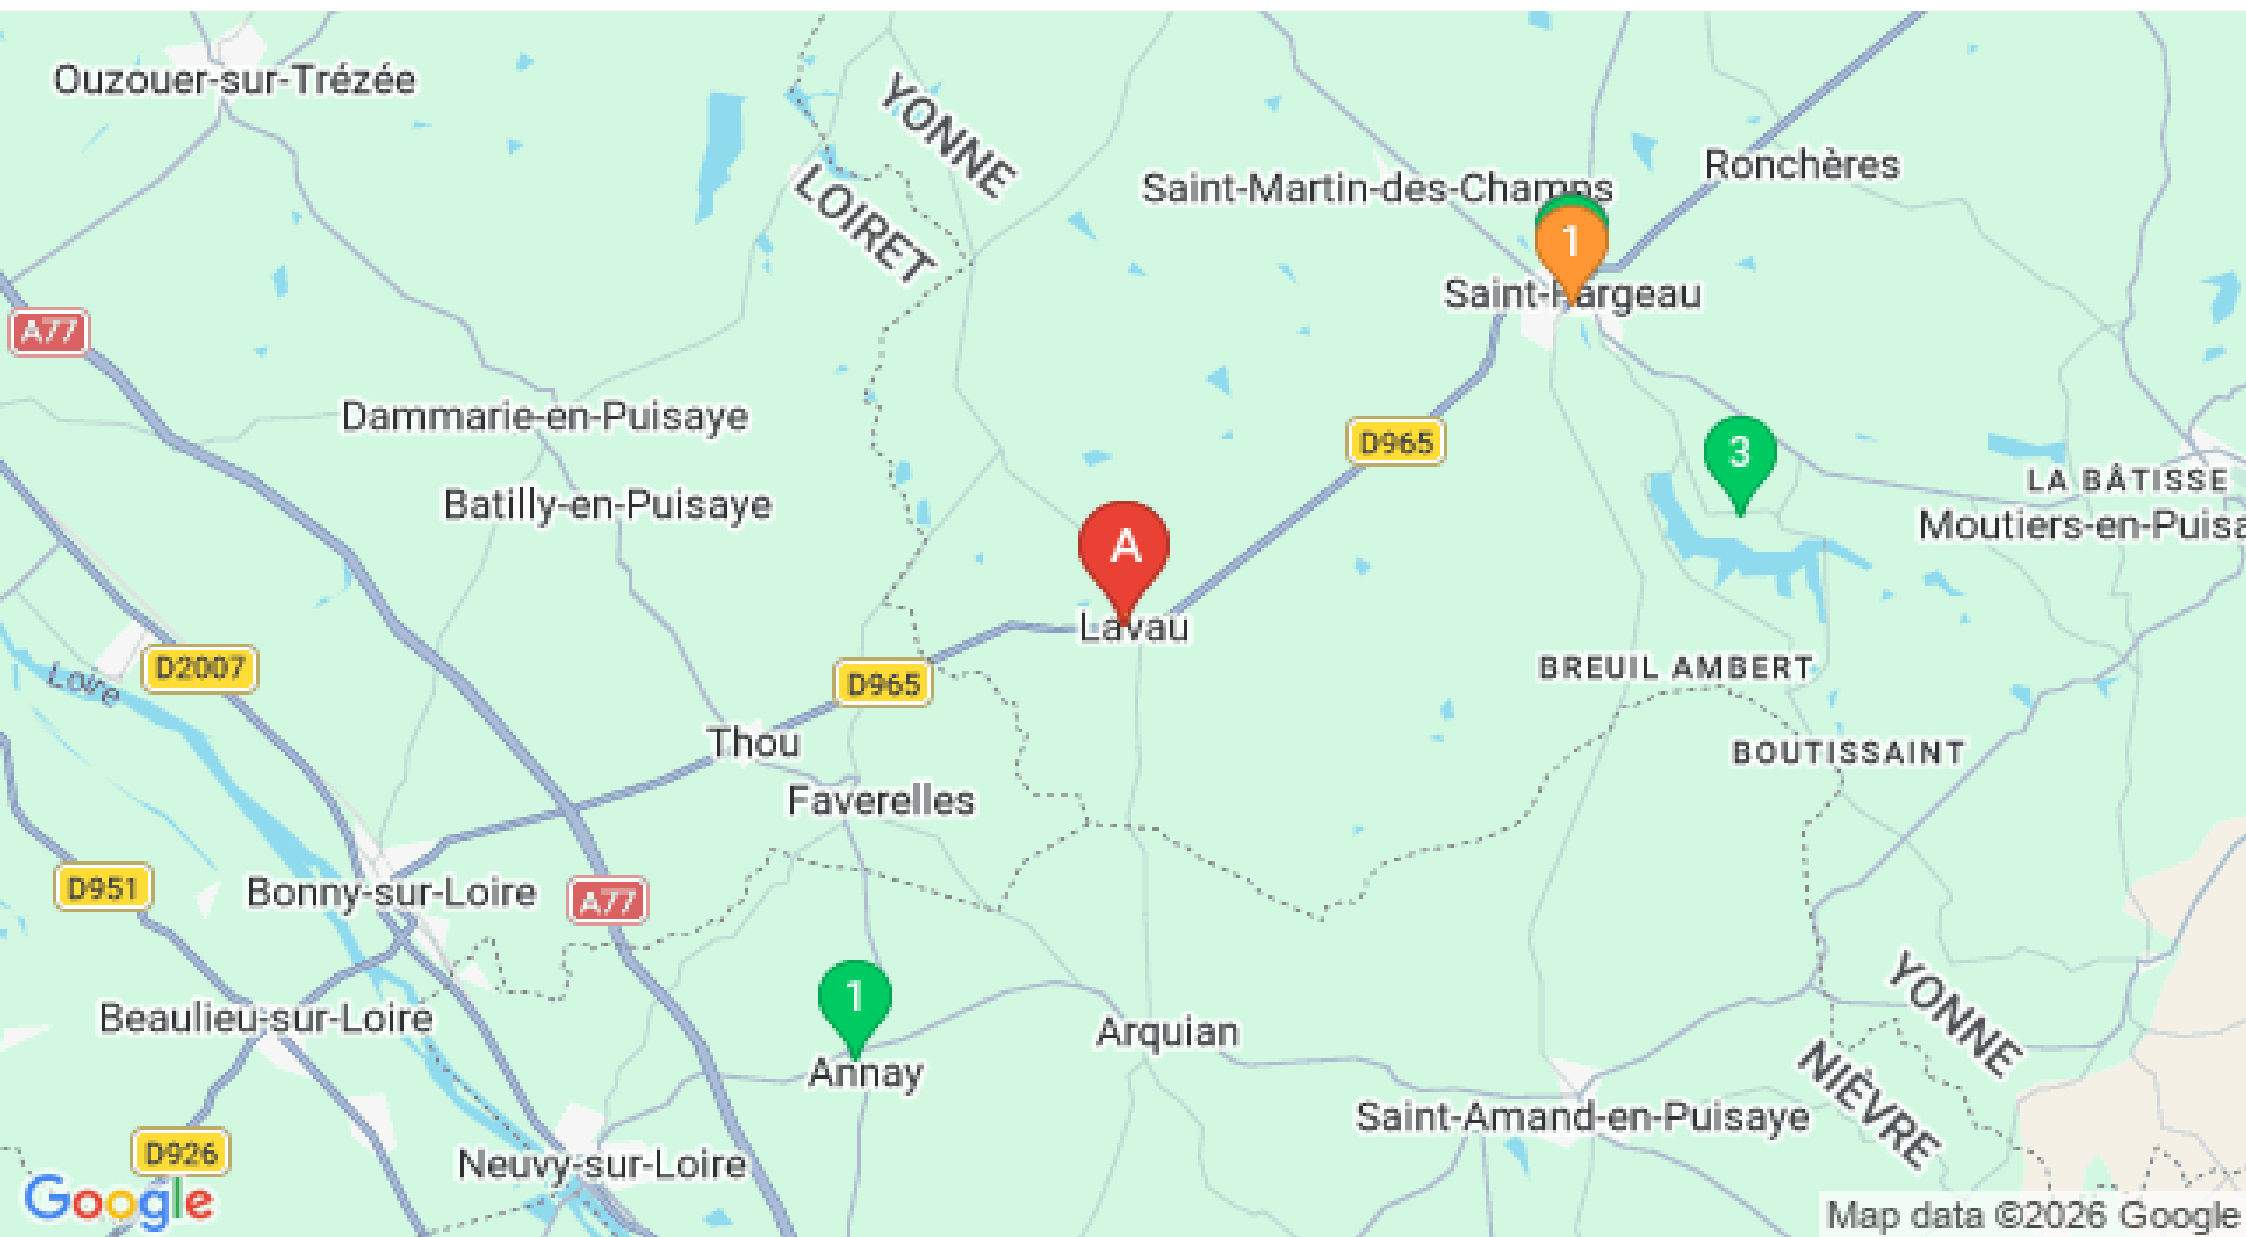 Ouzouer-sur-Trézée
YONNE
LOIRET
Saint-Martin-des-Champs
Ronchères
1
Saint-Fargeau
A77
Dammarie-en-Puisaye
D965
3
LA BÂTISSE
Batilly-en-Puisaye
Moutiers-en-Puisa
A
Lavau
Loire
D2007
D965
BREUIL AMBERT
Thou
BOUTISSAINT
Faverelles
D951
Bonny-sur-Loire
A77
1
YONNE
NIÈVRE
Beaulieu-sur-Loire
Arquian
Annay
Saint-Amand-en-Puisaye
D926
Neuvy-sur-Loire
Google
Map data ©2026 Google